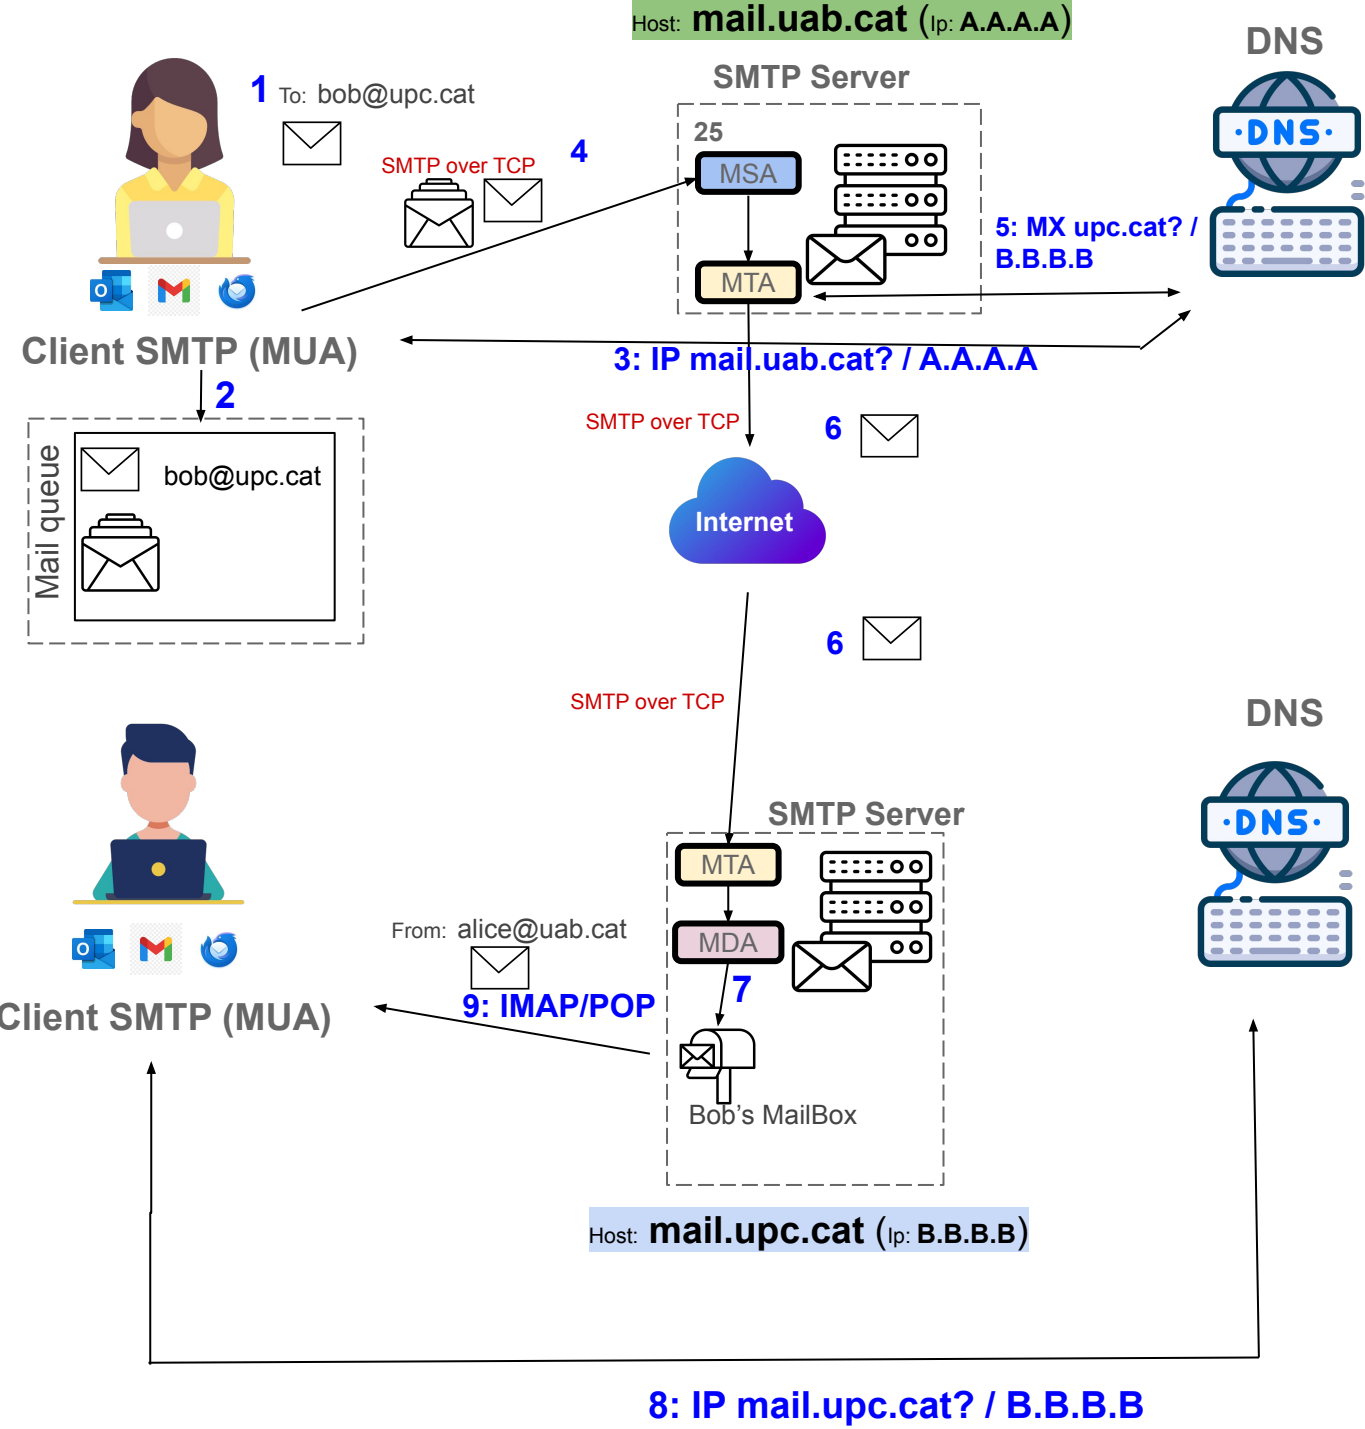 Host: mail.uab.cat (Ip: A.A.A.A)
DNS
SMTP Server
1 To: bob@upc.cat
25
·DNS·
SMTP over TCP
4
MSA
5: MX upc.cat? /
B.B.B.B
MTA
Client SMTP (MUA)
3: IP mail.uab.cat? / A.A.A.A
2
SMTP over TCP
6
Mail queue
bob@upc.cat
Internet
6
SMTP over TCP
DNS
SMTP Server
·DNS·
MTA
From: alice@uab.cat
MDA
7
9: IMAP/POP
Client SMTP (MUA)
Bob's MailBox
Host: mail.upc.cat (Ip: B.B.B.B)
8: IP mail.upc.cat? / B.B.B.B